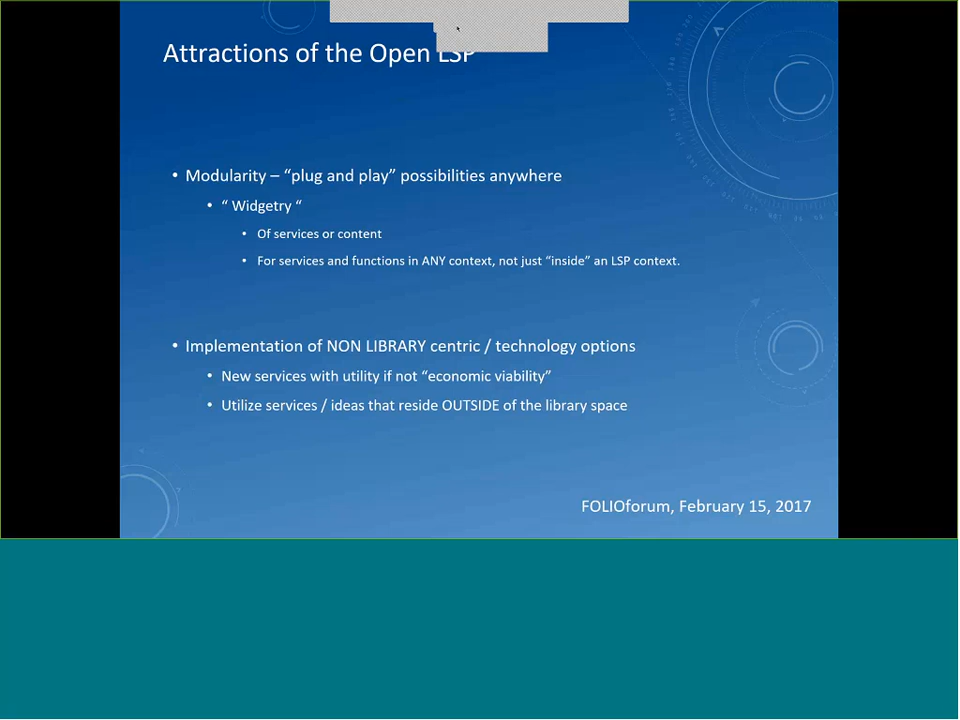 Attractions of the Open LSP
• Modularity – “plug and play” possibilities anywhere
• “ Widgetry “
• Of services or content
• For services and functions in ANY context, not just “inside” an LSP context.
• Implementation of NON LIBRARY centric / technology options
• New services with utility if not “economic viability”
• Utilize services / ideas that reside OUTSIDE of the library space
FOLIOforum, February 15, 2017